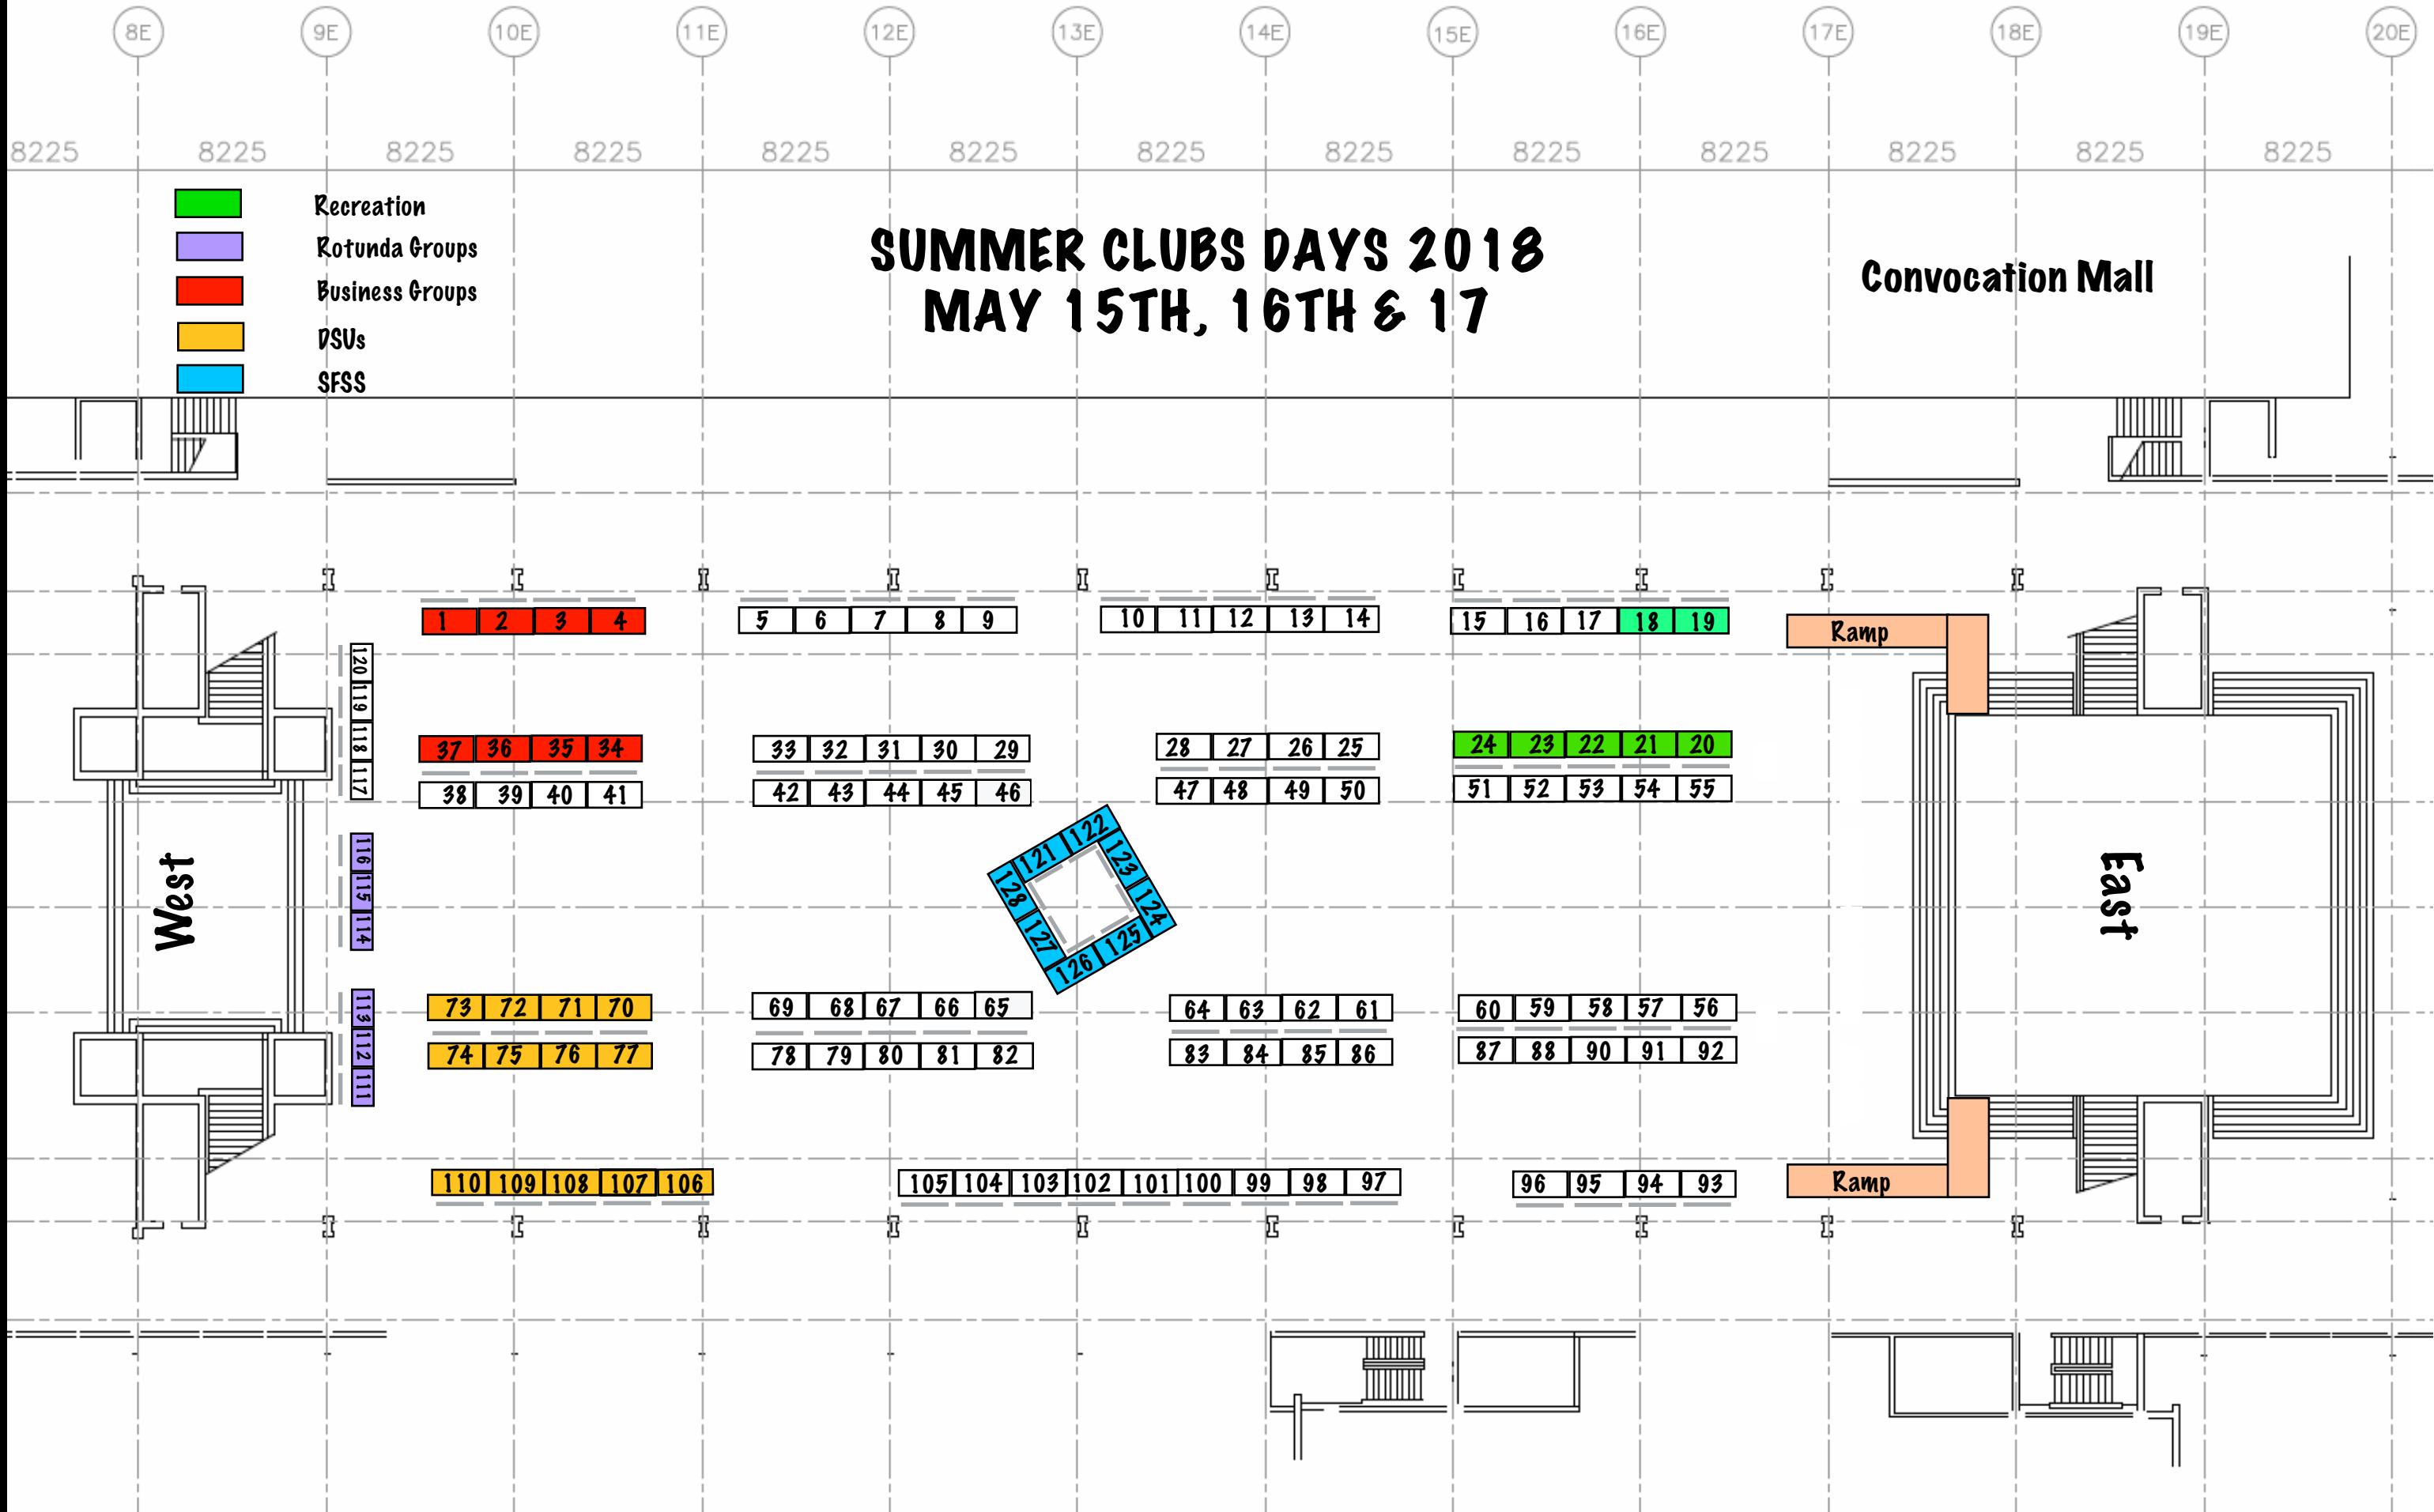 8E 9E 10E 11E 12E 13E 14E 15E 16E 17E 18E 19E 20E
8225 8225 8225 8225 8225 8225 8225 8225 8225 8225 8225 8225 8225
Recreation
Rotunda Groups
Business Groups
DSUs
SFSS
SUMMER CLUBS DAYS 2018
MAY 15TH, 16TH & 17
Convocation Mall
1 2 3 4 5 6 7 8 9 10 11 12 13 14 15 16 17 18 19
Ramp
120 119 118 117
37 36 35 34 33 32 31 30 29 28 27 26 25 24 23 22 21 20
38 39 40 41 42 43 44 45 46 47 48 49 50 51 52 53 54 55
West
116 115 114
121 122 123 124 125 126 127 128
East
113 112 111
73 72 71 70 69 68 67 66 65 64 63 62 61 60 59 58 57 56
74 75 76 77 78 79 80 81 82 83 84 85 86 87 88 90 91 92
110 109 108 107 106 105 104 103 102 101 100 99 98 97 96 95 94 93
Ramp